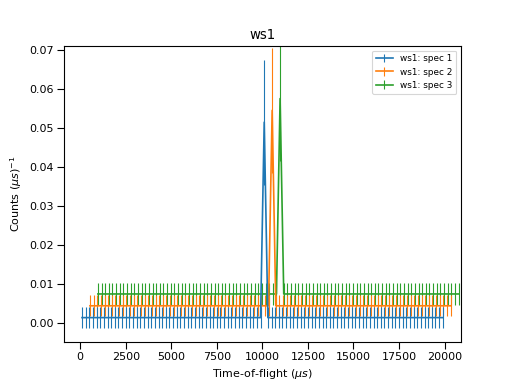 ws1
ws1: spec 1
ws1: spec 2
ws1: spec 3
0.07
0.06
0.05
0.04
0.03
0.02
0.01
0.00
Counts (μs)⁻¹
0 2500 5000 7500 10000 12500 15000 17500 20000
Time-of-flight (μs)